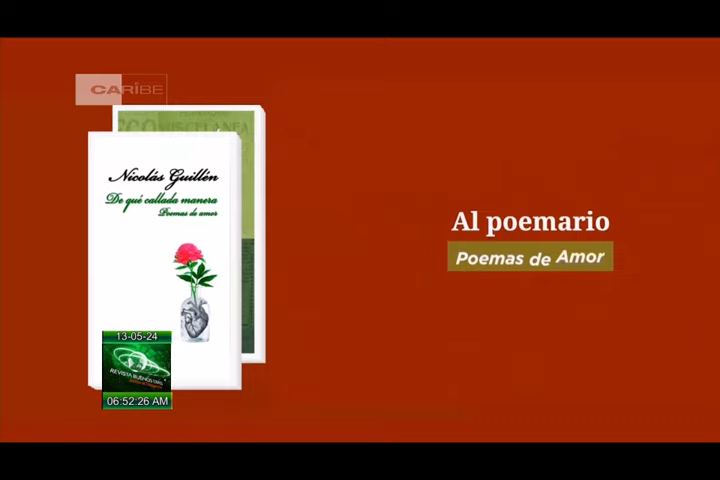 CARIBE
MISCELANEA
Nicolás Guillén
De qué callada manera
Poemas de amor
Al poemario
Poemas de Amor
13-05-24
REVISTA BUENOS DÍAS
06:52:26 AM